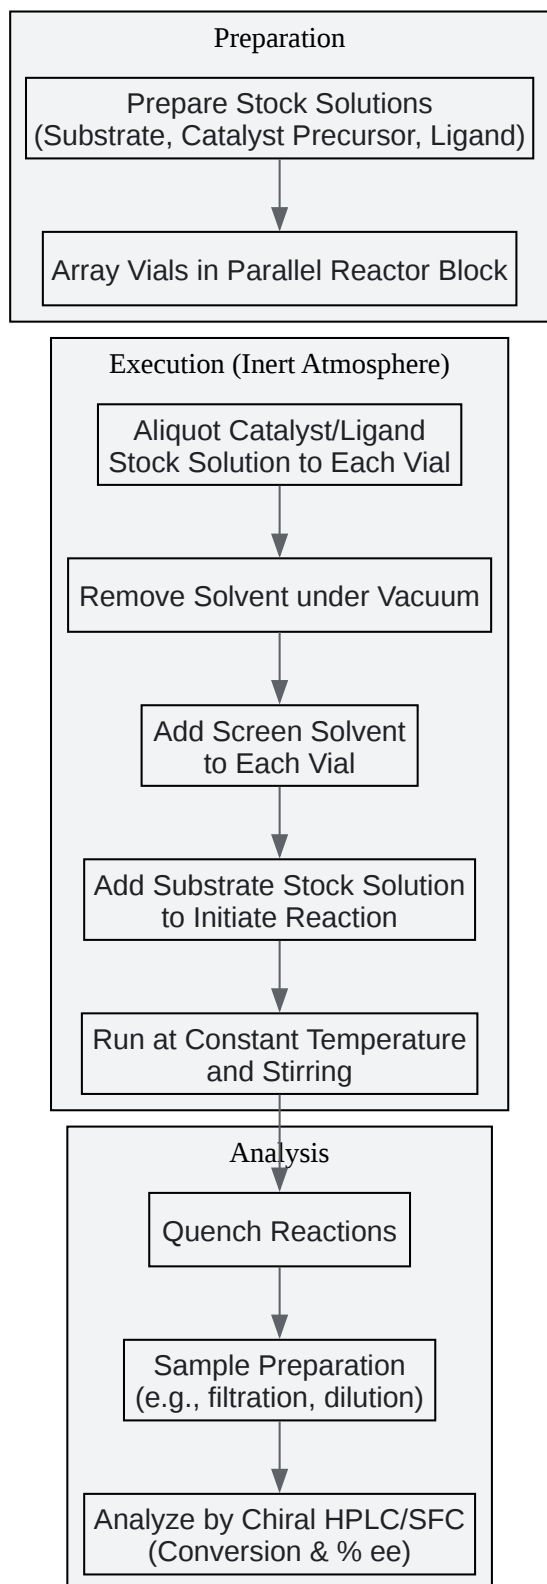 Preparation
Prepare Stock Solutions
(Substrate, Catalyst Precursor, Ligand)
Array Vials in Parallel Reactor Block
Execution (Inert Atmosphere)
Aliquot Catalyst/Ligand
Stock Solution to Each Vial
Remove Solvent under Vacuum
Add Screen Solvent
to Each Vial
Add Substrate Stock Solution
to Initiate Reaction
Run at Constant Temperature
and Stirring
Analysis
Quench Reactions
Sample Preparation
(e.g., filtration, dilution)
Analyze by Chiral HPLC/SFC
(Conversion & % ee)